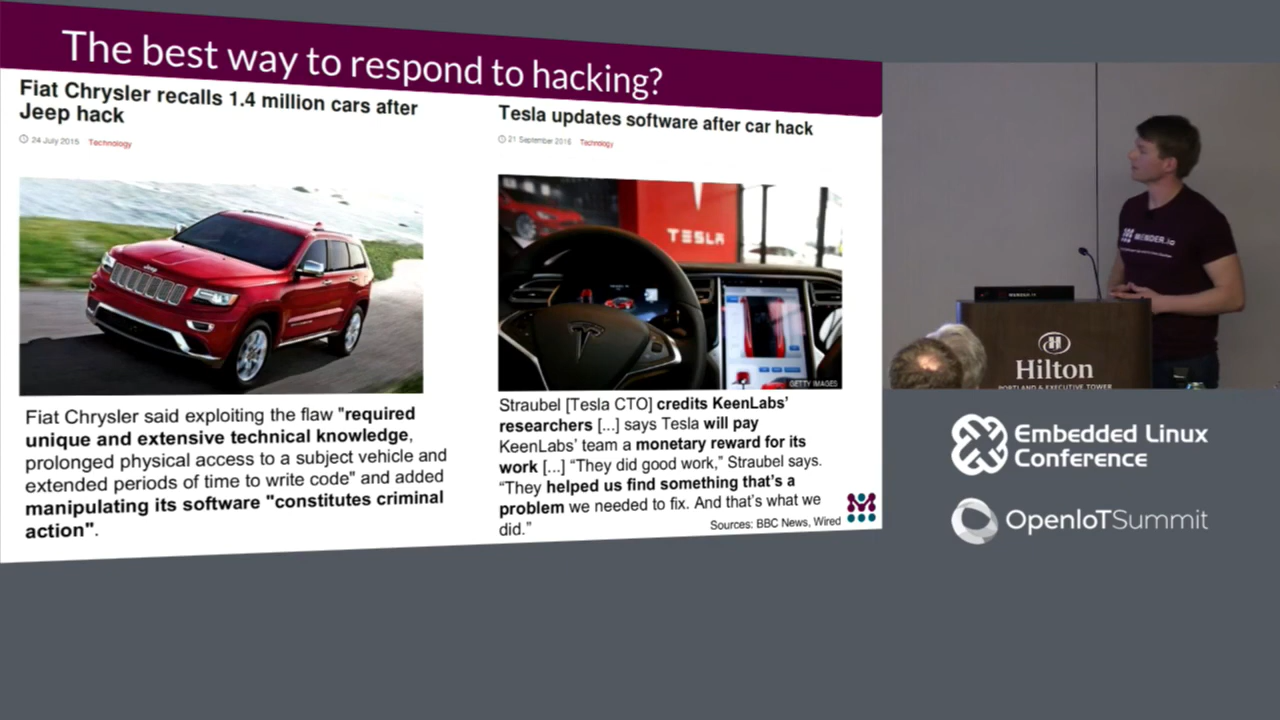 The best way to respond to hacking?
Fiat Chrysler recalls 1.4 million cars after
Jeep hack
24 July 2015 Technology
Tesla updates software after car hack
21 September 2016 Technology
TESLA
GETTY IMAGES
Fiat Chrysler said exploiting the flaw "required
unique and extensive technical knowledge,
prolonged physical access to a subject vehicle and
extended periods of time to write code" and added
manipulating its software "constitutes criminal
action".
Straubel [Tesla CTO] credits KeenLabs'
researchers [...] says Tesla will pay
KeenLabs' team a monetary reward for its
work [...] “They did good work,” Straubel says.
“They helped us find something that's a
problem we needed to fix. And that's what we
did.”
Sources: BBC News, Wired
MENDER.io
Hilton
PORTLAND & EXECUTIVE TOWER
Embedded Linux
Conference
OpenIoTSummit